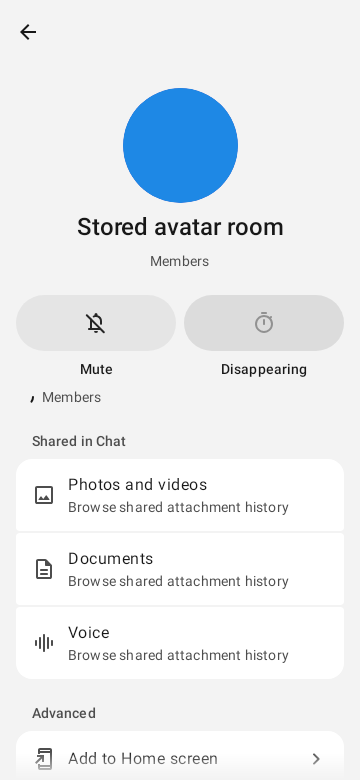 Stored avatar room
Members
Mute
Disappearing
Members
Shared in Chat
Photos and videos
Browse shared attachment history
Documents
Browse shared attachment history
Voice
Browse shared attachment history
Advanced
Add to Home screen